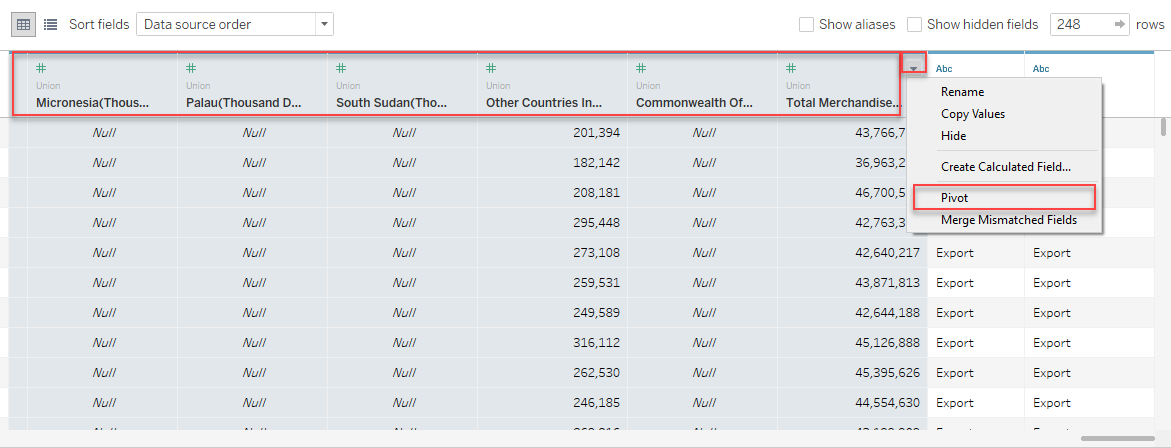 Sort fields Data source order Show aliases Show hidden fields 248 rows
# # # # # # Abc Abc
Union Union Union Union Union Union
Micronesia(Thous... Palau(Thousand D... South Sudan(Tho... Other Countries In... Commonwealth Of... Total Merchandise...
Null Null Null 201,394 Null 43,766,7
Null Null Null 182,142 Null 36,963,2
Null Null Null 208,181 Null 46,700,5
Null Null Null 295,448 Null 42,763,3
Null Null Null 273,108 Null 42,640,217 Export Export
Null Null Null 259,531 Null 43,871,813 Export Export
Null Null Null 249,589 Null 42,644,188 Export Export
Null Null Null 316,112 Null 45,126,888 Export Export
Null Null Null 262,530 Null 45,395,626 Export Export
Null Null Null 246,185 Null 44,554,630 Export Export
Rename
Copy Values
Hide
Create Calculated Field...
Pivot
Merge Mismatched Fields